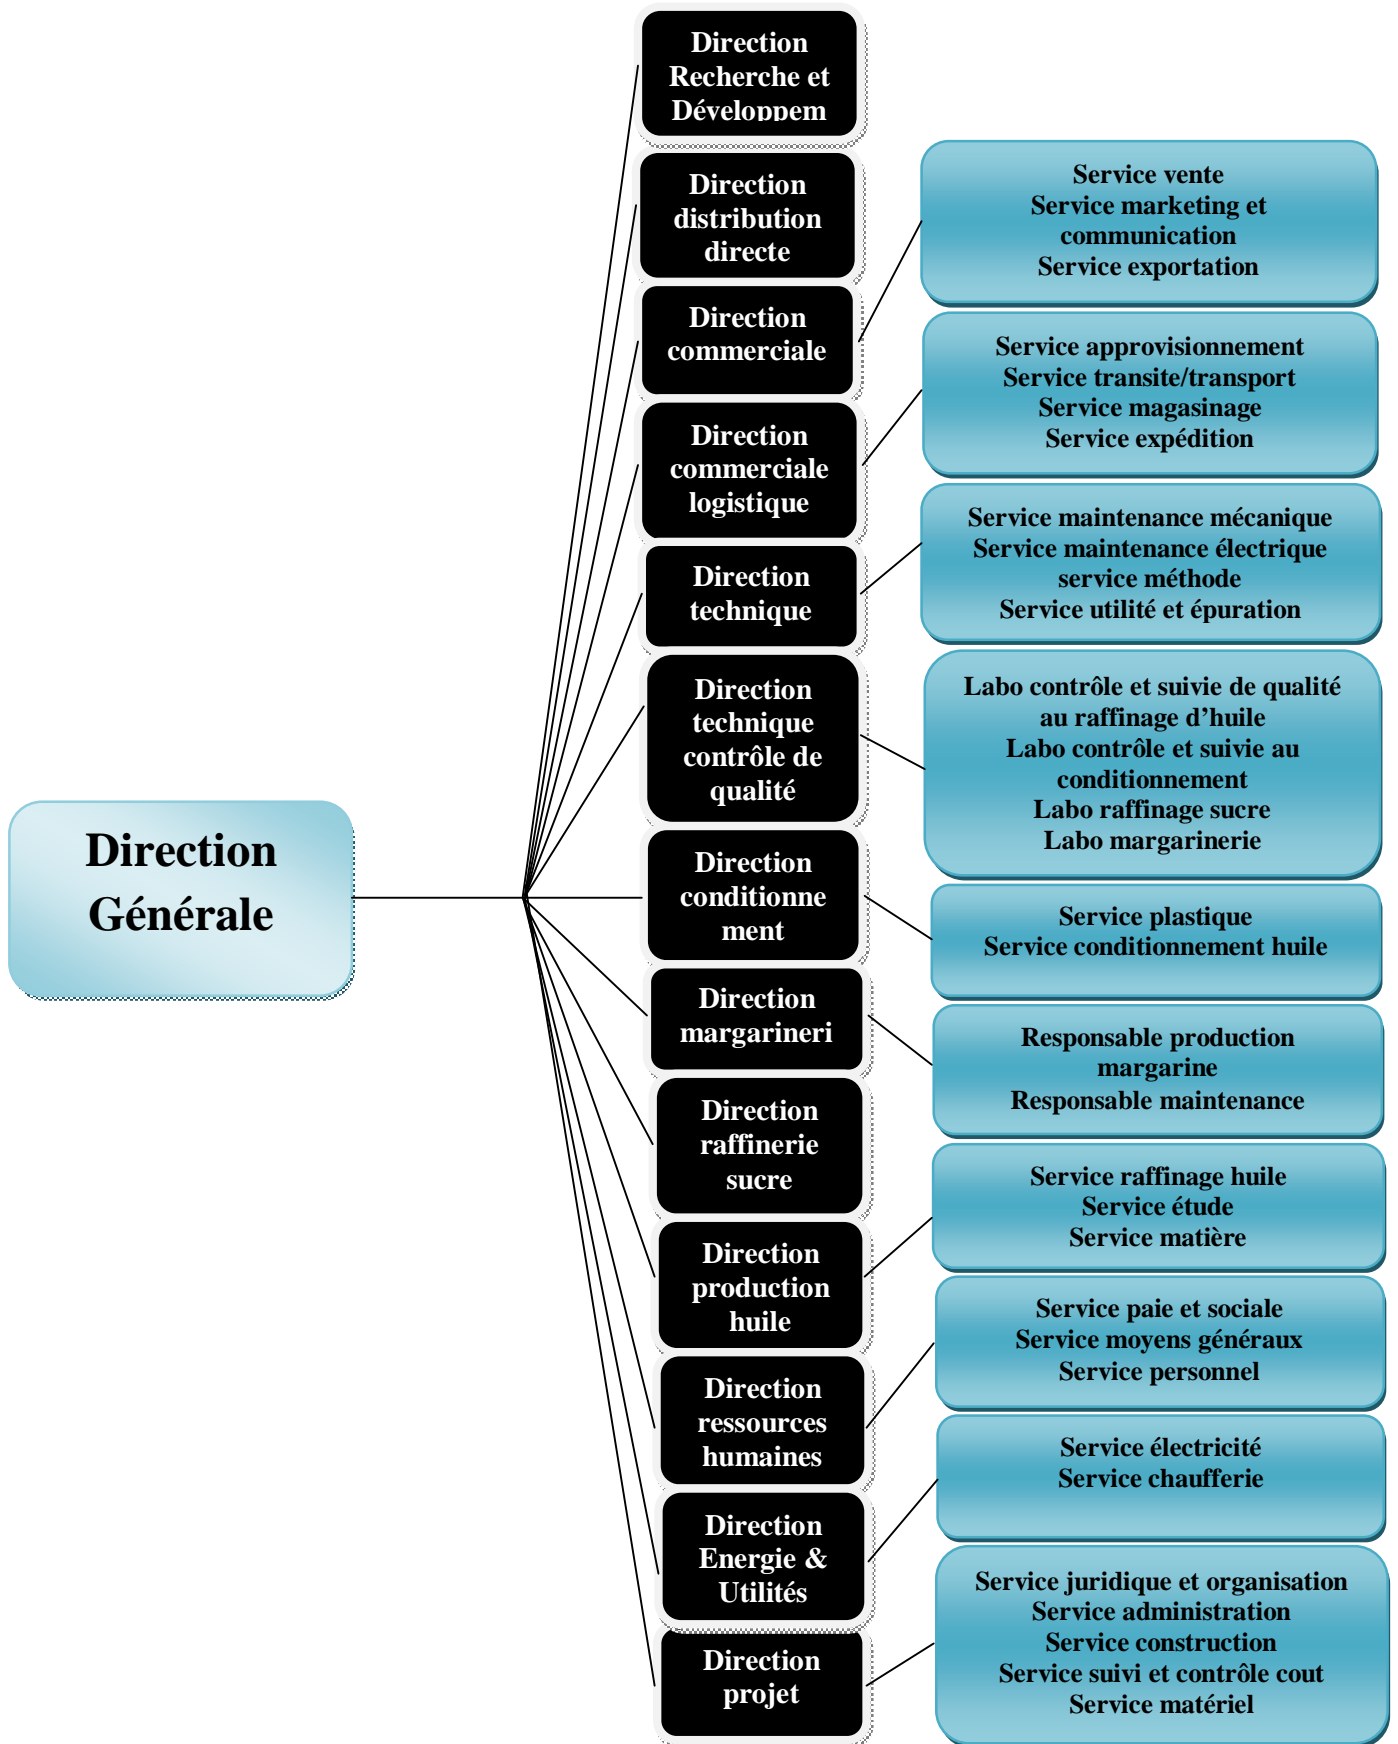 Direction
Générale
Direction
Recherche et
Développem
Direction
distribution
directe
Direction
commerciale
Service vente
Service marketing et
communication
Service exportation
Direction
commerciale
logistique
Service approvisionnement
Service transite/transport
Service magasinage
Service expédition
Direction
technique
Service maintenance mécanique
Service maintenance électrique
service méthode
Service utilité et épuration
Direction
technique
contrôle de
qualité
Labo contrôle et suivie de qualité
au raffinage d’huile
Labo contrôle et suivie au
conditionnement
Labo raffinage sucre
Labo margarinerie
Direction
conditionne
ment
Service plastique
Service conditionnement huile
Direction
margarineri
Responsable production
margarine
Responsable maintenance
Direction
raffinerie
sucre
Direction
production
huile
Service raffinage huile
Service étude
Service matière
Direction
ressources
humaines
Service paie et sociale
Service moyens généraux
Service personnel
Direction
Energie &
Utilités
Service électricité
Service chaufferie
Direction
projet
Service juridique et organisation
Service administration
Service construction
Service suivi et contrôle cout
Service matériel